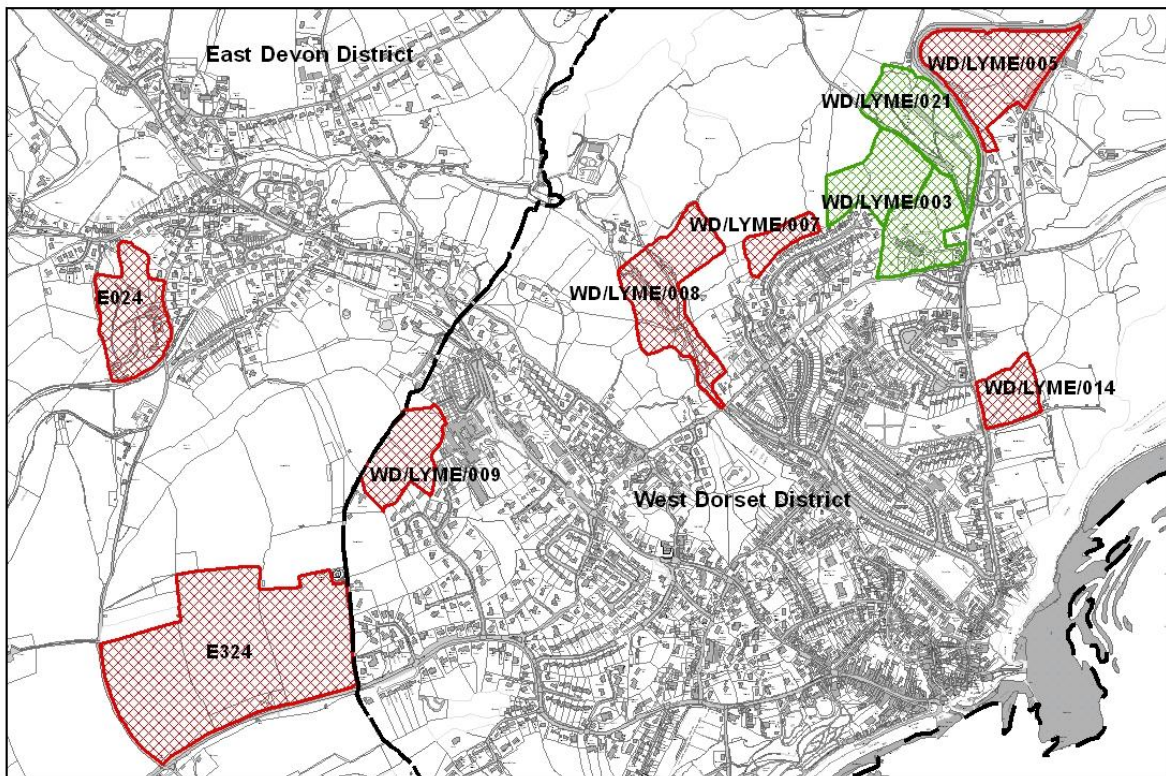 East Devon District
WD/LYME/005
WD/LYME/021
WD/LYME/003
WD/LYME/007
E024
WD/LYME/008
WD/LYME/014
WD/LYME/009
West Dorset District
E324